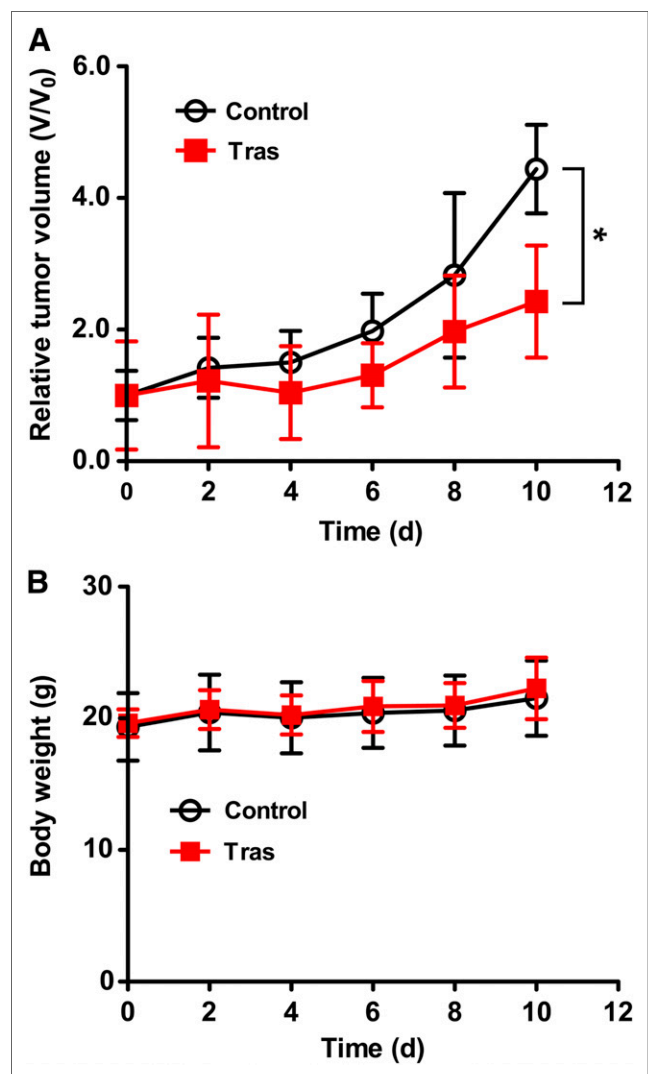 A
Relative tumor volume (V/V₀)
6.0
4.0
2.0
0.0
Control
Tras
*
0 2 4 6 8 10 12
Time (d)
B
Body weight (g)
30
20
10
0
Control
Tras
0 2 4 6 8 10 12
Time (d)